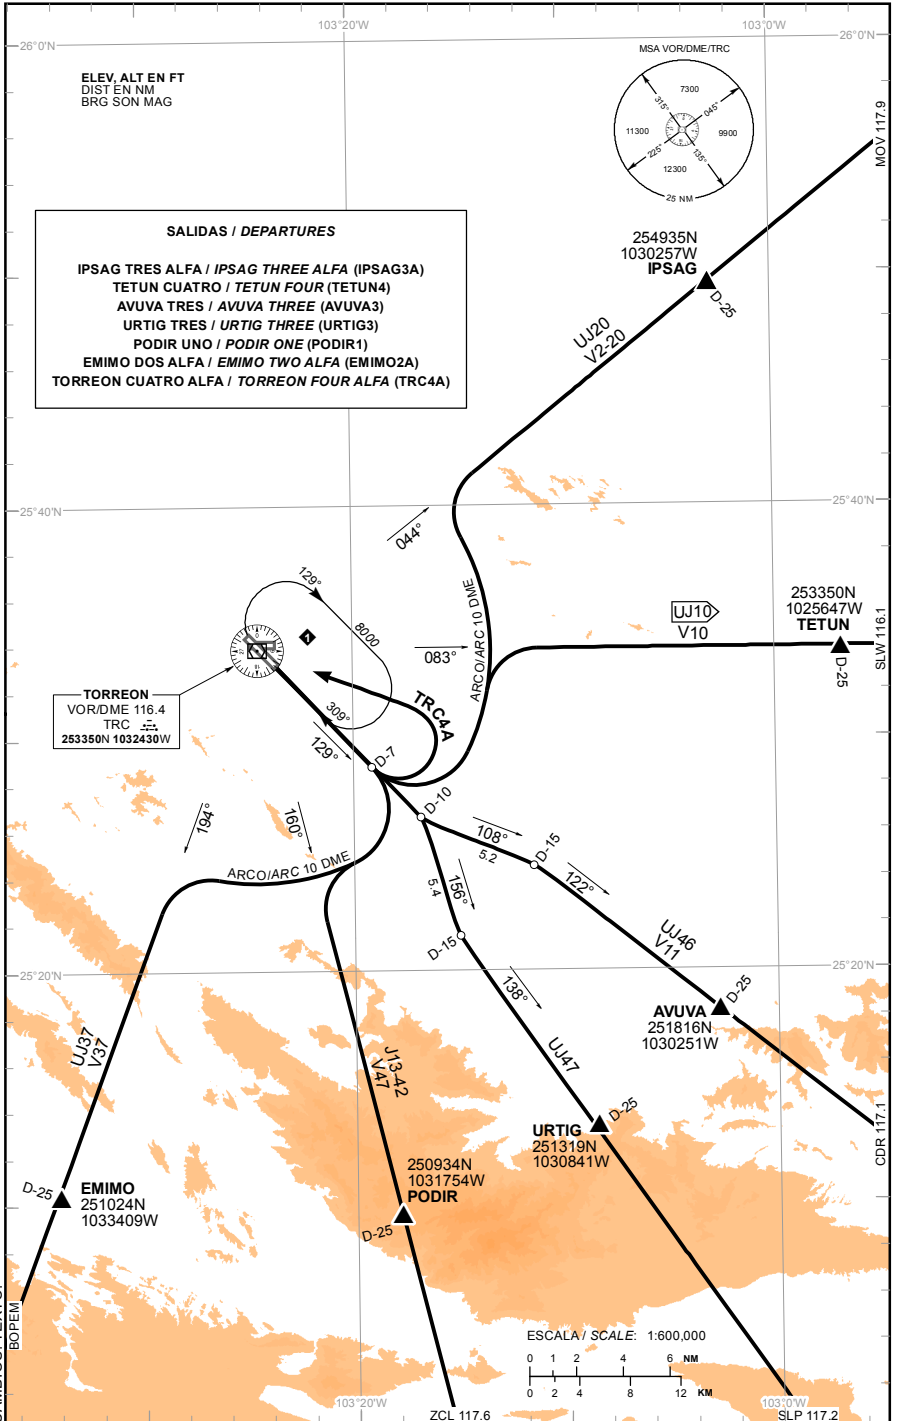 103°20'W
103°0'W
26°0'N
26°0'N
ELEV, ALT EN FT
DIST EN NM
BRG SON MAG
MSA VOR/DME/TRC
7300
315°
045°
11300
9900
225°
135°
12300
25 NM
MOV 117.9
SALIDAS / DEPARTURES
IPSAG TRES ALFA / IPSAG THREE ALFA (IPSAG3A)
TETUN CUATRO / TETUN FOUR (TETUN4)
AVUVA TRES / AVUVA THREE (AVUVA3)
URTIG TRES / URTIG THREE (URTIG3)
PODIR UNO / PODIR ONE (PODIR1)
EMIMO DOS ALFA / EMIMO TWO ALFA (EMIMO2A)
TORREON CUATRO ALFA / TORREON FOUR ALFA (TRC4A)
254935N
1030257W
IPSAG
D-25
UJ20
V2-20
25°40'N
25°40'N
044°
129°
8000
1
ARCO/ARC 10 DME
253350N
1025647W
TETUN
UJ10
V10
083°
D-25
SLW 116.1
TORREON
VOR/DME 116.4
TRC
253350N 1032430W
309°
TRC4A
129°
D-7
D-10
194°
160°
108°
5.2
D-15
ARCO/ARC 10 DME
5.4
156°
122°
D-15
UJ46
V11
25°20'N
25°20'N
138°
D-25
AVUVA
251816N
1030251W
UJ37
V37
J13-42
V47
UJ47
D-25
URTIG
251319N
1030841W
CDR 117.1
250934N
1031754W
PODIR
D-25
D-25
EMIMO
251024N
1033409W
BOPEM
ESCALA / SCALE: 1:600,000
0 1 2 4 6 NM
0 2 4 8 12 KM
103°20'W
103°0'W
ZCL 117.6
SLP 117.2